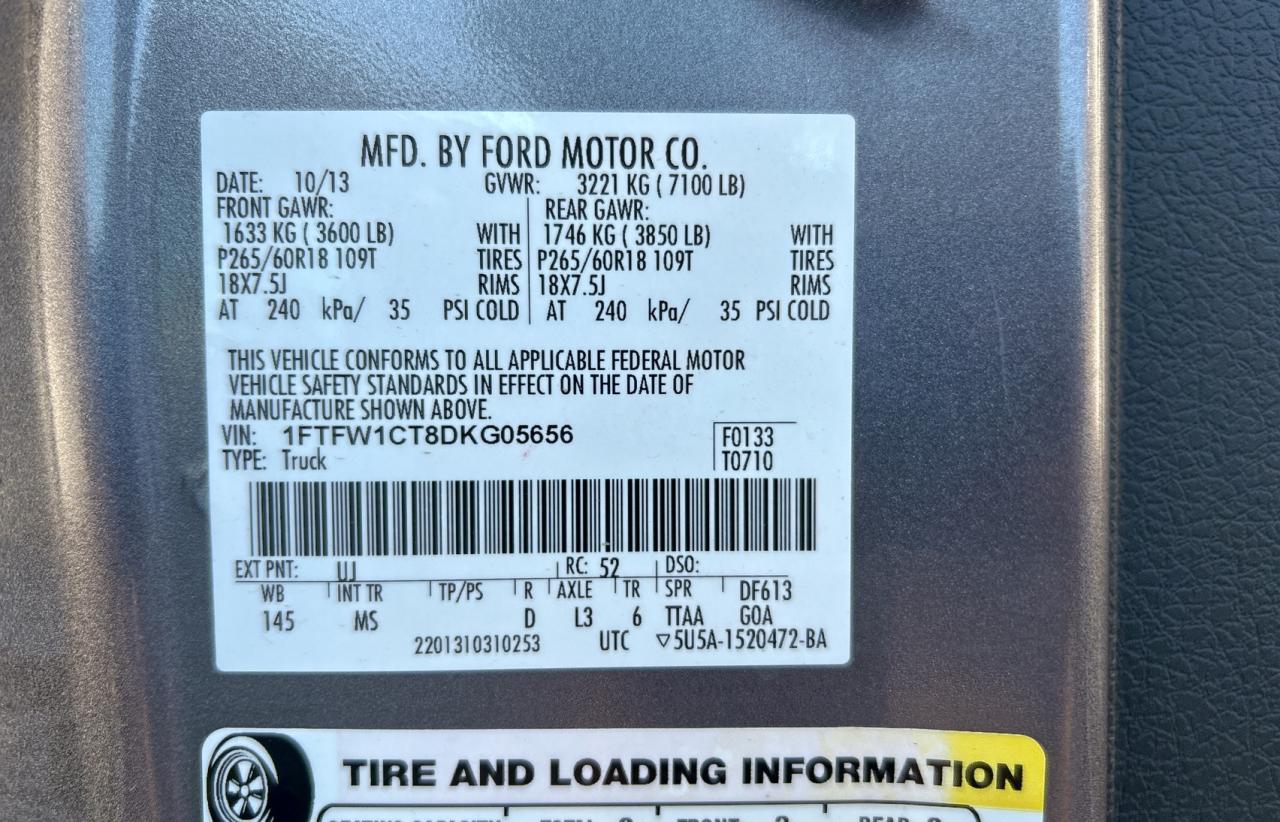 MFD. BY FORD MOTOR CO.
DATE: 10/13 GVWR: 3221 KG ( 7100 LB)
FRONT GAWR: REAR GAWR:
1633 KG ( 3600 LB) WITH 1746 KG ( 3850 LB) WITH
P265/60R18 109T TIRES P265/60R18 109T TIRES
18X7.5J RIMS 18X7.5J RIMS
AT 240 kPa/ 35 PSI COLD AT 240 kPa/ 35 PSI COLD
THIS VEHICLE CONFORMS TO ALL APPLICABLE FEDERAL MOTOR
VEHICLE SAFETY STANDARDS IN EFFECT ON THE DATE OF
MANUFACTURE SHOWN ABOVE.
VIN: 1FTFW1CT8DKG05656 F0133
TYPE: Truck T0710
EXT PNT: UJ RC: 52 DSO:
WB INT TR TP/PS R AXLE TR SPR DF613
145 MS D L3 6 TTAA GOA
2201310310253 UTC ▽5U5A-1520472-BA
TIRE AND LOADING INFORMATION